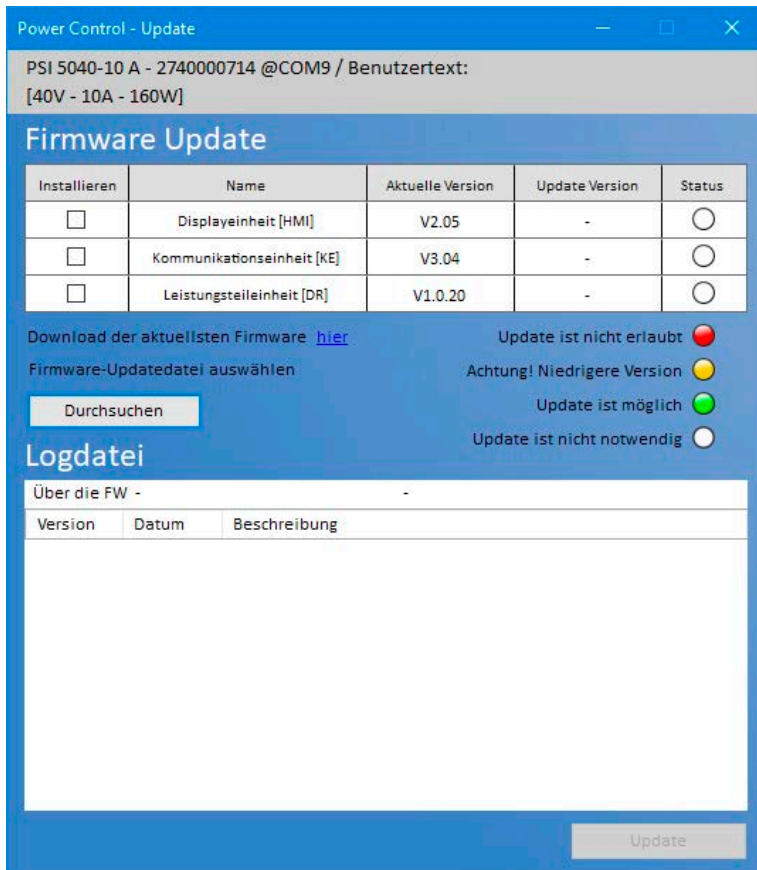 Power Control - Update
PSI 5040-10 A - 2740000714 @COM9 / Benutzertext:
[40V - 10A - 160W]
Firmware Update
Installieren Name Aktuelle Version Update Version Status
Displayeinheit [HMI] V2.05 -
Kommunikationseinheit [KE] V3.04 -
Leistungsteileinheit [DR] V1.0.20 -
Download der aktuellsten Firmware hier
Firmware-Updatedatei auswählen
Durchsuchen
Update ist nicht erlaubt
Achtung! Niedrigere Version
Update ist möglich
Update ist nicht notwendig
Logdatei
Über die FW - -
Version Datum Beschreibung
Update